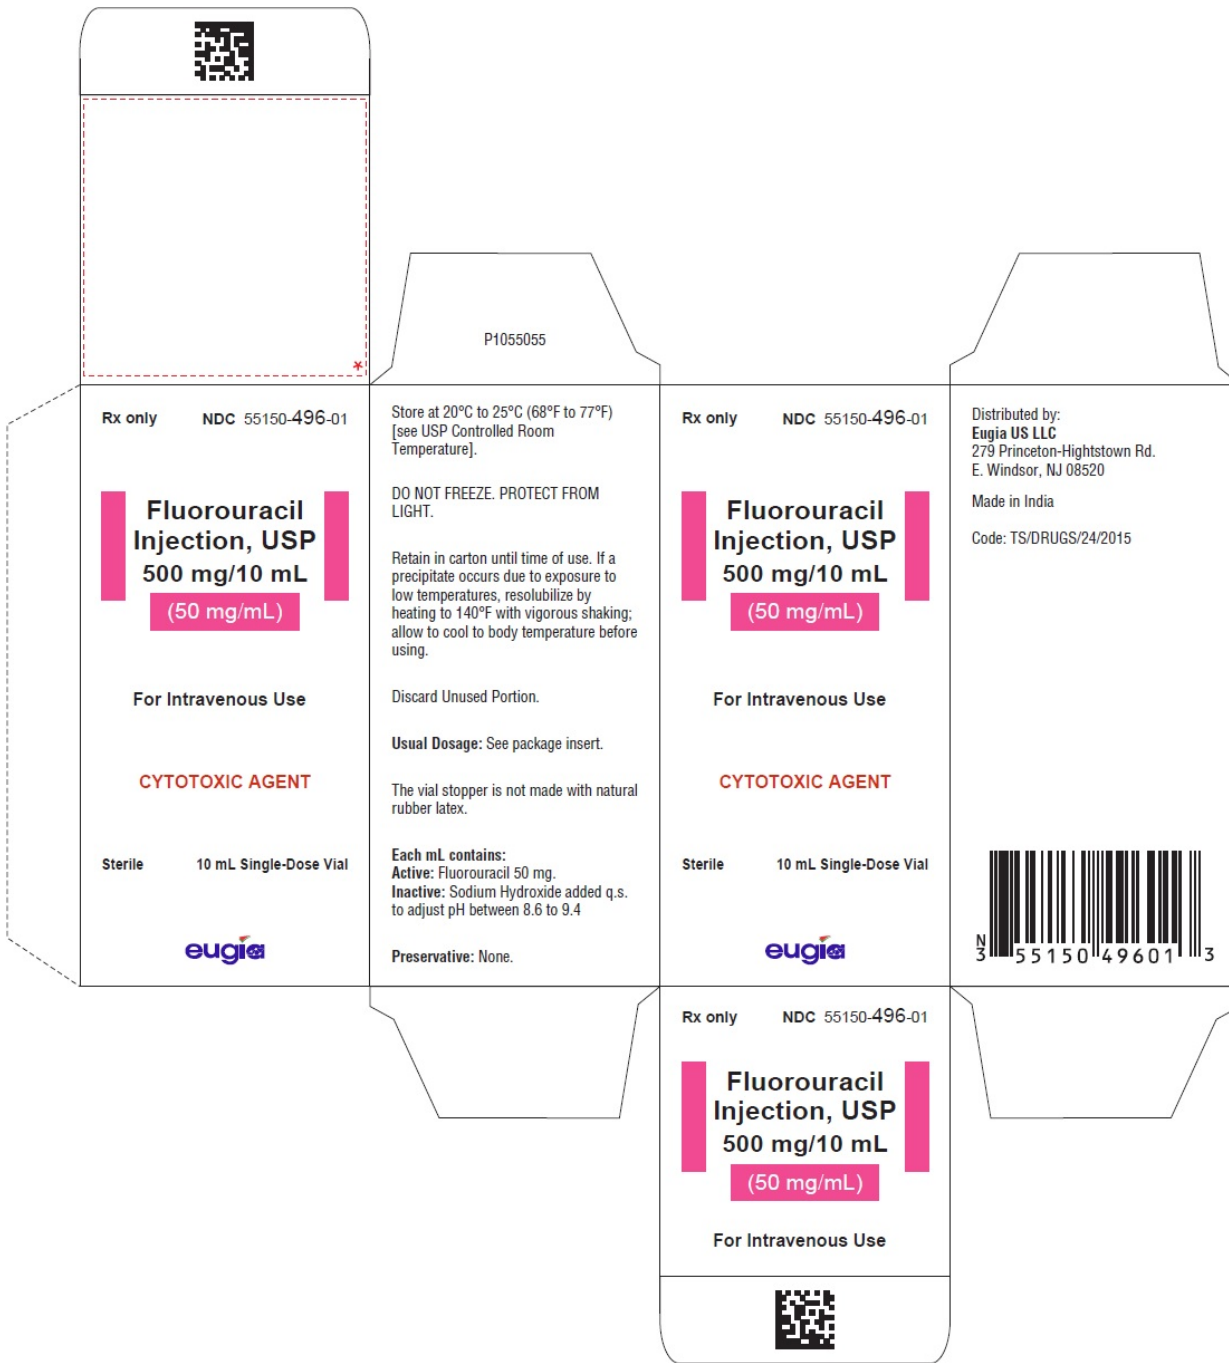 P1055055
*
Rx only NDC 55150-496-01
Fluorouracil
Injection, USP
500 mg/10 mL
(50 mg/mL)
For Intravenous Use
CYTOTOXIC AGENT
Sterile 10 mL Single-Dose Vial
eugia
Store at 20°C to 25°C (68°F to 77°F)
[see USP Controlled Room
Temperature].
DO NOT FREEZE. PROTECT FROM
LIGHT.
Retain in carton until time of use. If a
precipitate occurs due to exposure to
low temperatures, resolubilize by
heating to 140°F with vigorous shaking;
allow to cool to body temperature before
using.
Discard Unused Portion.
Usual Dosage: See package insert.
The vial stopper is not made with natural
rubber latex.
Each mL contains:
Active: Fluorouracil 50 mg.
Inactive: Sodium Hydroxide added q.s.
to adjust pH between 8.6 to 9.4
Preservative: None.
Rx only NDC 55150-496-01
Fluorouracil
Injection, USP
500 mg/10 mL
(50 mg/mL)
For Intravenous Use
CYTOTOXIC AGENT
Sterile 10 mL Single-Dose Vial
eugia
Distributed by:
Eugia US LLC
279 Princeton-Hightstown Rd.
E. Windsor, NJ 08520
Made in India
Code: TS/DRUGS/24/2015
N
3 55150 49601 3
Rx only NDC 55150-496-01
Fluorouracil
Injection, USP
500 mg/10 mL
(50 mg/mL)
For Intravenous Use